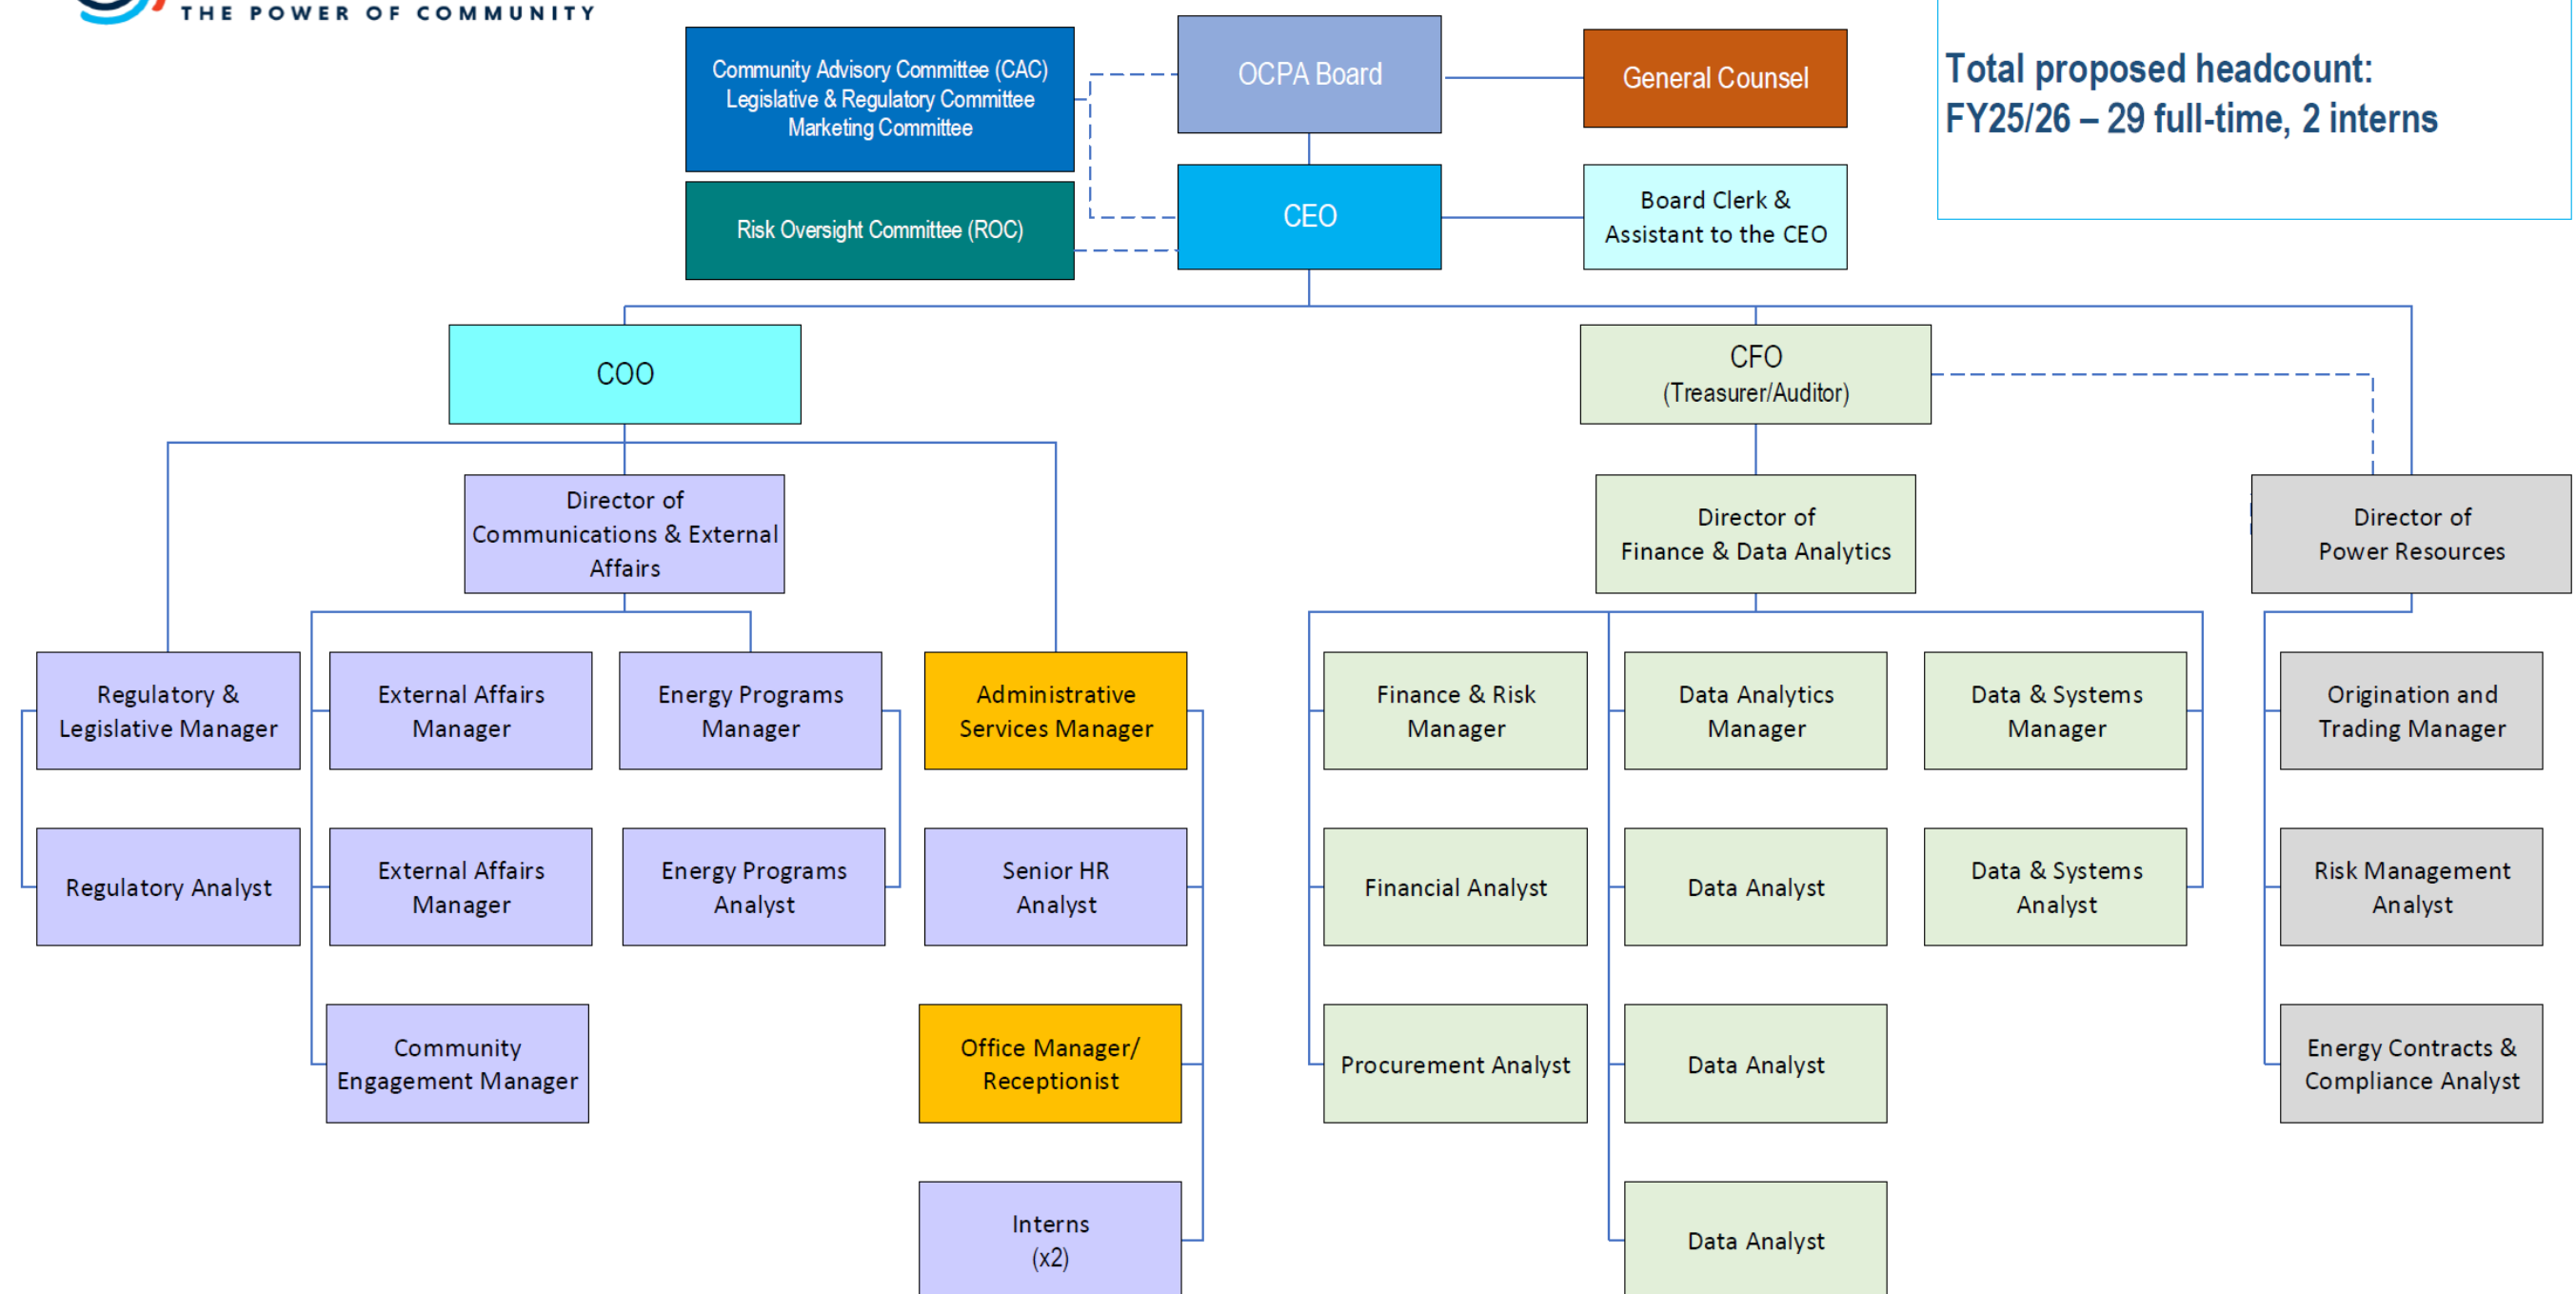 THE POWER OF COMMUNITY
Community Advisory Committee (CAC)
Legislative & Regulatory Committee
Marketing Committee
OCPA Board
General Counsel
Total proposed headcount:
FY25/26 – 29 full-time, 2 interns
Risk Oversight Committee (ROC)
CEO
Board Clerk &
Assistant to the CEO
COO
CFO
(Treasurer/Auditor)
Director of
Communications & External
Affairs
Director of
Finance & Data Analytics
Director of
Power Resources
Regulatory &
Legislative Manager
External Affairs
Manager
Energy Programs
Manager
Administrative
Services Manager
Finance & Risk
Manager
Data Analytics
Manager
Data & Systems
Manager
Origination and
Trading Manager
Regulatory Analyst
External Affairs
Manager
Energy Programs
Analyst
Senior HR
Analyst
Financial Analyst
Data Analyst
Data & Systems
Analyst
Risk Management
Analyst
Community
Engagement Manager
Office Manager/
Receptionist
Procurement Analyst
Data Analyst
Energy Contracts &
Compliance Analyst
Interns
(x2)
Data Analyst